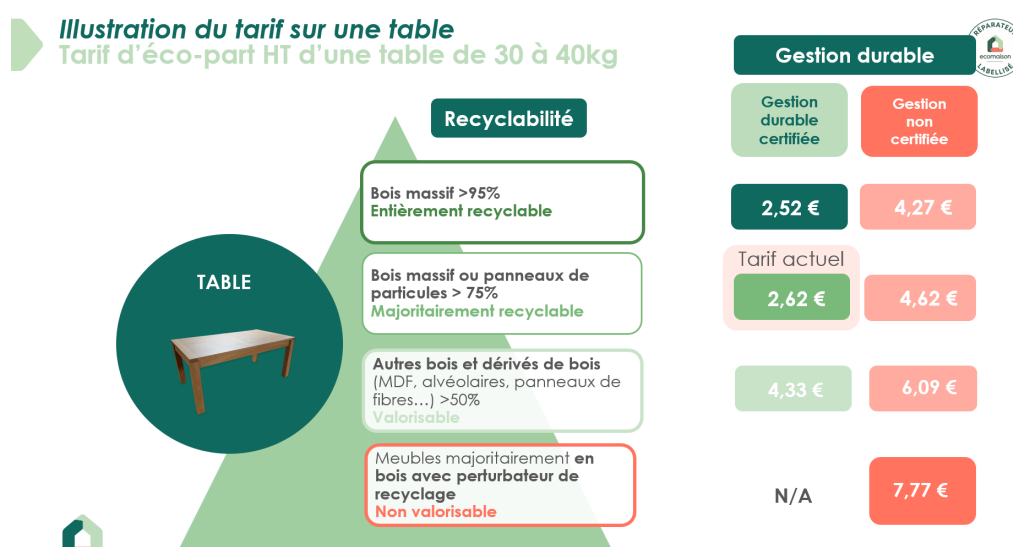 Illustration du tarif sur une table
Tarif d'éco-part HT d'une table de 30 à 40kg
RÉPARATEUR
ecomaison
LABELLISÉ
Gestion durable
Recyclabilité
Gestion
durable
certifiée
Gestion
non
certifiée
Bois massif >95%
Entièrement recyclable
2,52 €
4,27 €
TABLE
Bois massif ou panneaux de
particules > 75%
Majoritairement recyclable
Tarif actuel
2,62 €
4,62 €
Autres bois et dérivés de bois
(MDF, alvéolaires, panneaux de
fibres...) >50%
Valorisable
4,33 €
6,09 €
Meubles majoritairement en
bois avec perturbateur de
recyclage
Non valorisable
N/A
7,77 €